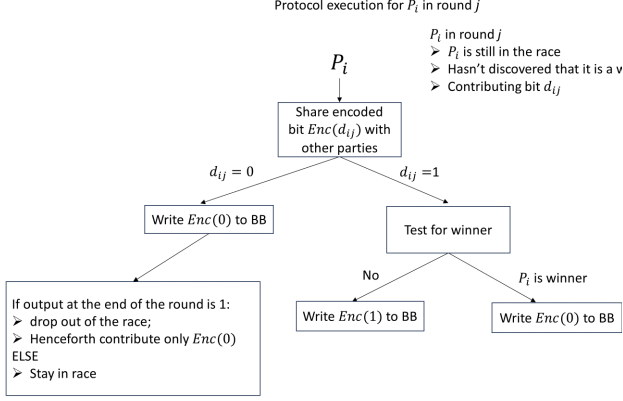 Protocol execution for P_i in round j
P_i in round j
➢ P_i is still in the race
➢ Hasn't discovered that it is a
➢ Contributing bit d_ij
P_i
Share encoded
bit Enc(d_ij) with
other parties
d_ij = 0
d_ij =1
Write Enc(0) to BB
Test for winner
No
P_i is winner
If output at the end of the round is 1:
➢ drop out of the race;
➢ Henceforth contribute only Enc(0)
ELSE
➢ Stay in race
Write Enc(1) to BB
Write Enc(0) to BB